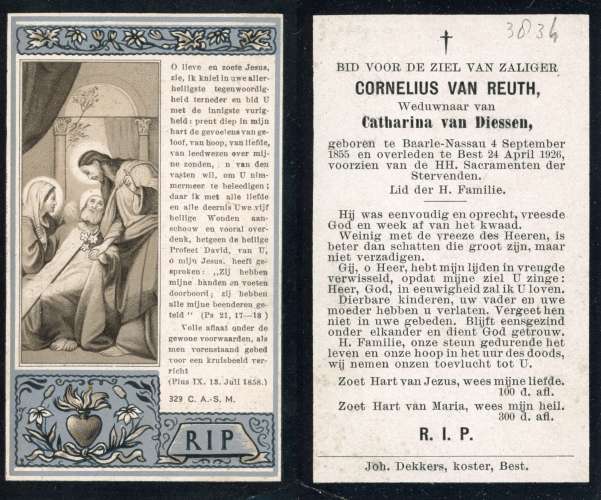 O lieve en zoete Jesus,
zie, ik kniel in uwe aller-
heiligste tegenwoordig-
heid terneder en bid U
met de innigste vurig-
heid: prent diep in mijn
hart de gevoelens van ge-
loof, van hoop, van liefde,
van leedwezen over mij-
ne zonden, en van den
vasten wil, om U nim-
mermeer te beleedigen;
daar ik met alle liefde
en alle deernis Uwe vijf
heilige Wonden aan-
schouw en vooral over-
denk, hetgeen de heilige
Profeet David, van U,
o mijn Jesus, heeft ge-
sproken: „Zij hebben
mijne handen en voeten
doorboord; zij hebben
alle mijne beenderen ge-
teld" (Ps 21, 17—18)
Volle aflaat onder de
gewone voorwaarden, als
men vorenstaand gebed
voor een kruisbeeld ver-
richt
(Pius IX. 13. Juli 1858.)
329 C. A.-S. M.
RIP
3834
BID VOOR DE ZIEL VAN ZALIGER
CORNELIUS VAN REUTH,
Weduwnaar van
Catharina van Diessen,
geboren te Baarle-Nassau 4 September
1855 en overleden te Best 24 April 1926,
voorzien van de HH. Sacramenten der
Stervenden.
Lid der H. Familie.
Hij was eenvoudig en oprecht, vreesde
God en week af van het kwaad.
Weinig met de vreeze des Heeren, is
beter dan schatten die groot zijn, maar
niet verzadigen.
Gij, o Heer, hebt mijn lijden in vreugde
verwisseld, opdat mijne ziel U zinge:
Heer, God, in eeuwigheid zal ik U loven.
Dierbare kinderen, uw vader en uwe
moeder hebben u verlaten. Vergeet hen
niet in uwe gebeden. Blijft eensgezind
onder elkander en dient God getrouw.
H. Familie, onze steun gedurende het
leven en onze hoop in het uur des doods,
wij nemen onzen toevlucht tot U.
Zoet Hart van Jezus, wees mijne liefde.
100 d. afl.
Zoet Hart van Maria, wees mijn heil.
300 d. afl.
R. I. P.
Joh. Dekkers, koster, Best.